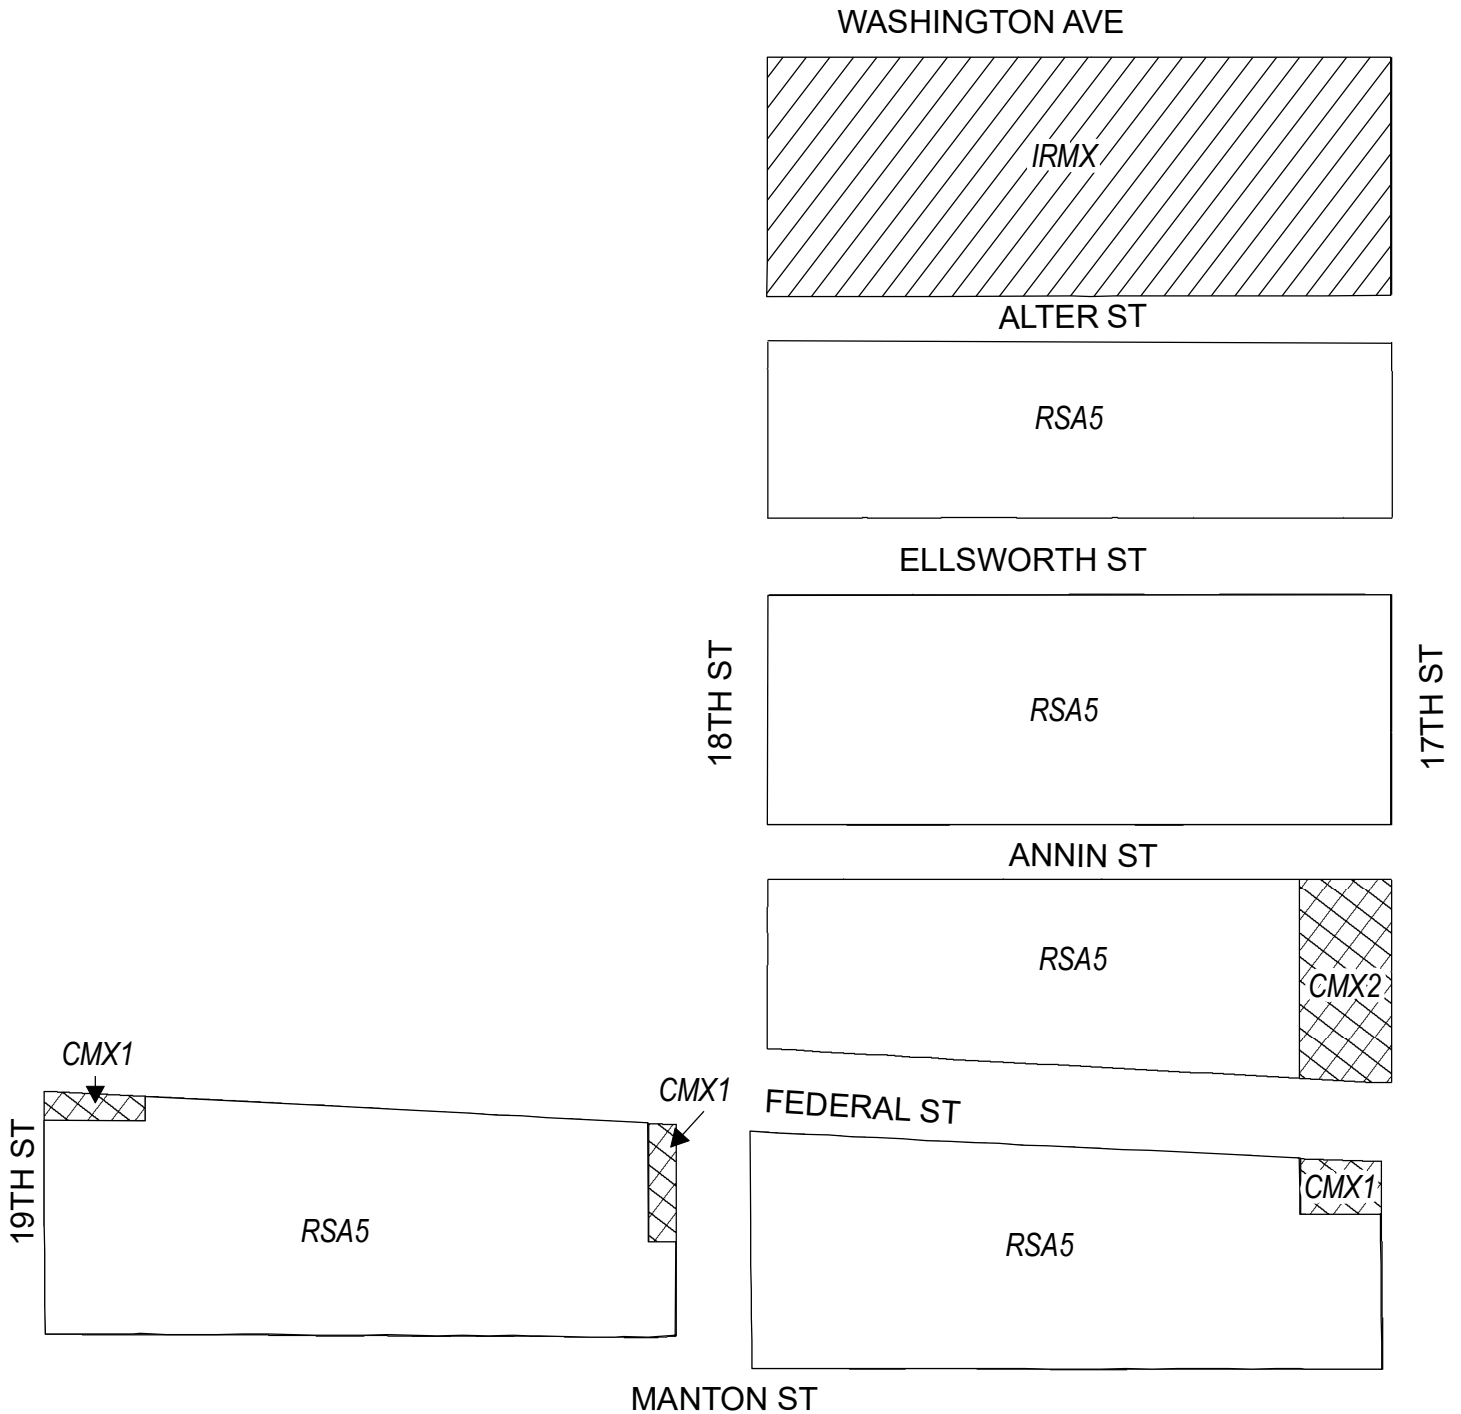 WASHINGTON AVE
IRMX
ALTER ST
RSA5
ELLSWORTH ST
18TH ST
RSA5
17TH ST
ANNIN ST
RSA5
CMX2
CMX1
CMX1
FEDERAL ST
19TH ST
RSA5
CMX1
RSA5
MANTON ST